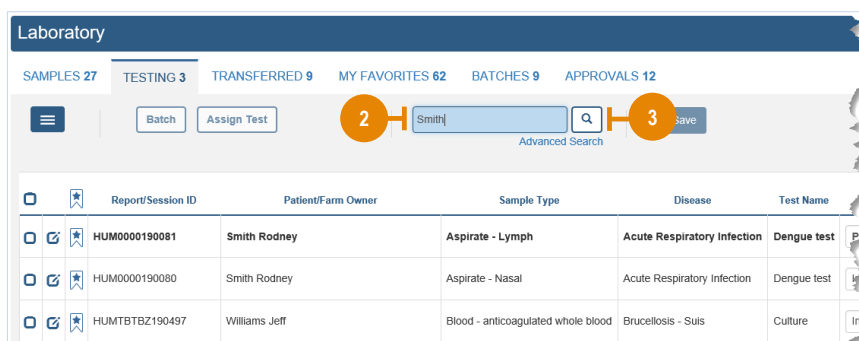 Laboratory
SAMPLES 27 TESTING 3 TRANSFERRED 9 MY FAVORITES 62 BATCHES 9 APPROVALS 12
Batch Assign Test 2 Smith 3 Save
Advanced Search
Report/Session ID Patient/Farm Owner Sample Type Disease Test Name
HUM0000190081 Smith Rodney Aspirate - Lymph Acute Respiratory Infection Dengue test
HUM0000190080 Smith Rodney Aspirate - Nasal Acute Respiratory Infection Dengue test
HUMTBTBZ190497 Williams Jeff Blood - anticoagulated whole blood Brucellosis - Suis Culture In